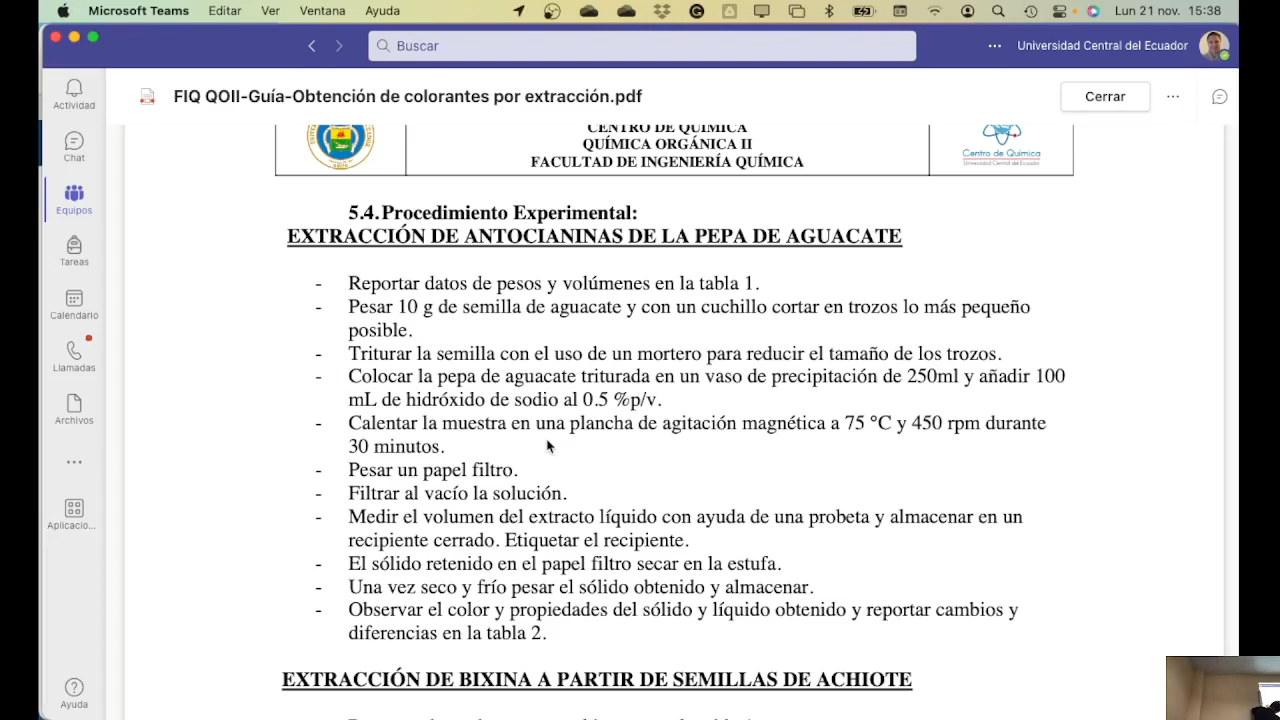 Microsoft Teams Editar Ver Ventana Ayuda Lun 21 nov. 15:38
Buscar
Universidad Central del Ecuador
Actividad
Chat
Equipos
Tareas
Calendario
Llamadas
Archivos
Aplicacio...
Ayuda
FIQ QOII-Guía-Obtención de colorantes por extracción.pdf
Cerrar
CENTRO DE QUÍMICA
QUÍMICA ORGÁNICA II
FACULTAD DE INGENIERÍA QUÍMICA
Centro de Química
Universidad Central del Ecuador
5.4. Procedimiento Experimental:
EXTRACCIÓN DE ANTOCIANINAS DE LA PEPA DE AGUACATE
- Reportar datos de pesos y volúmenes en la tabla 1.
- Pesar 10 g de semilla de aguacate y con un cuchillo cortar en trozos lo más pequeño
posible.
- Triturar la semilla con el uso de un mortero para reducir el tamaño de los trozos.
- Colocar la pepa de aguacate triturada en un vaso de precipitación de 250ml y añadir 100
mL de hidróxido de sodio al 0.5 %p/v.
- Calentar la muestra en una plancha de agitación magnética a 75 °C y 450 rpm durante
30 minutos.
- Pesar un papel filtro.
- Filtrar al vacío la solución.
- Medir el volumen del extracto líquido con ayuda de una probeta y almacenar en un
recipiente cerrado. Etiquetar el recipiente.
- El sólido retenido en el papel filtro secar en la estufa.
- Una vez seco y frío pesar el sólido obtenido y almacenar.
- Observar el color y propiedades del sólido y líquido obtenido y reportar cambios y
diferencias en la tabla 2.
EXTRACCIÓN DE BIXINA A PARTIR DE SEMILLAS DE ACHIOTE